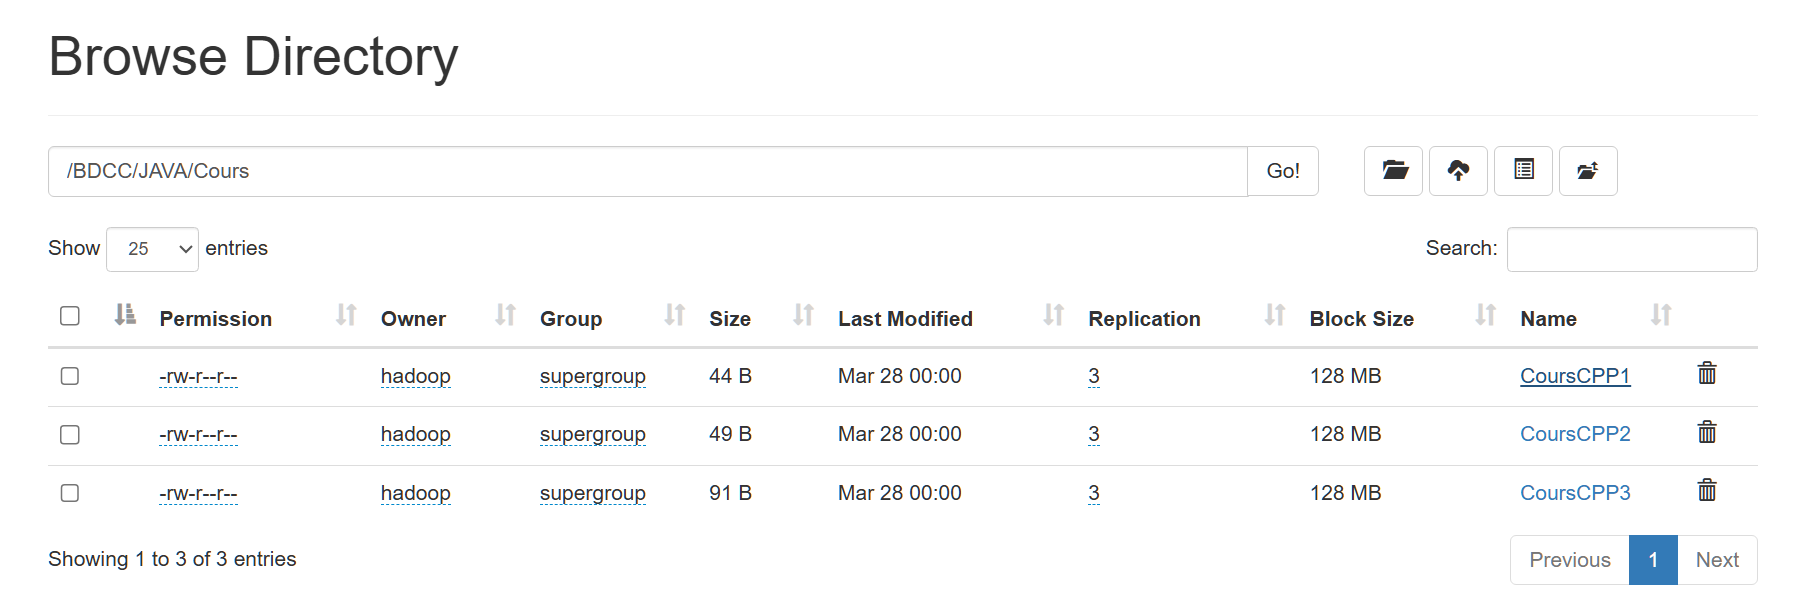 Browse Directory
/BDCC/JAVA/Cours Go!
Show 25 entries Search:
Permission Owner Group Size Last Modified Replication Block Size Name
-rw-r--r-- hadoop supergroup 44 B Mar 28 00:00 3 128 MB CoursCPP1
-rw-r--r-- hadoop supergroup 49 B Mar 28 00:00 3 128 MB CoursCPP2
-rw-r--r-- hadoop supergroup 91 B Mar 28 00:00 3 128 MB CoursCPP3
Showing 1 to 3 of 3 entries Previous 1 Next